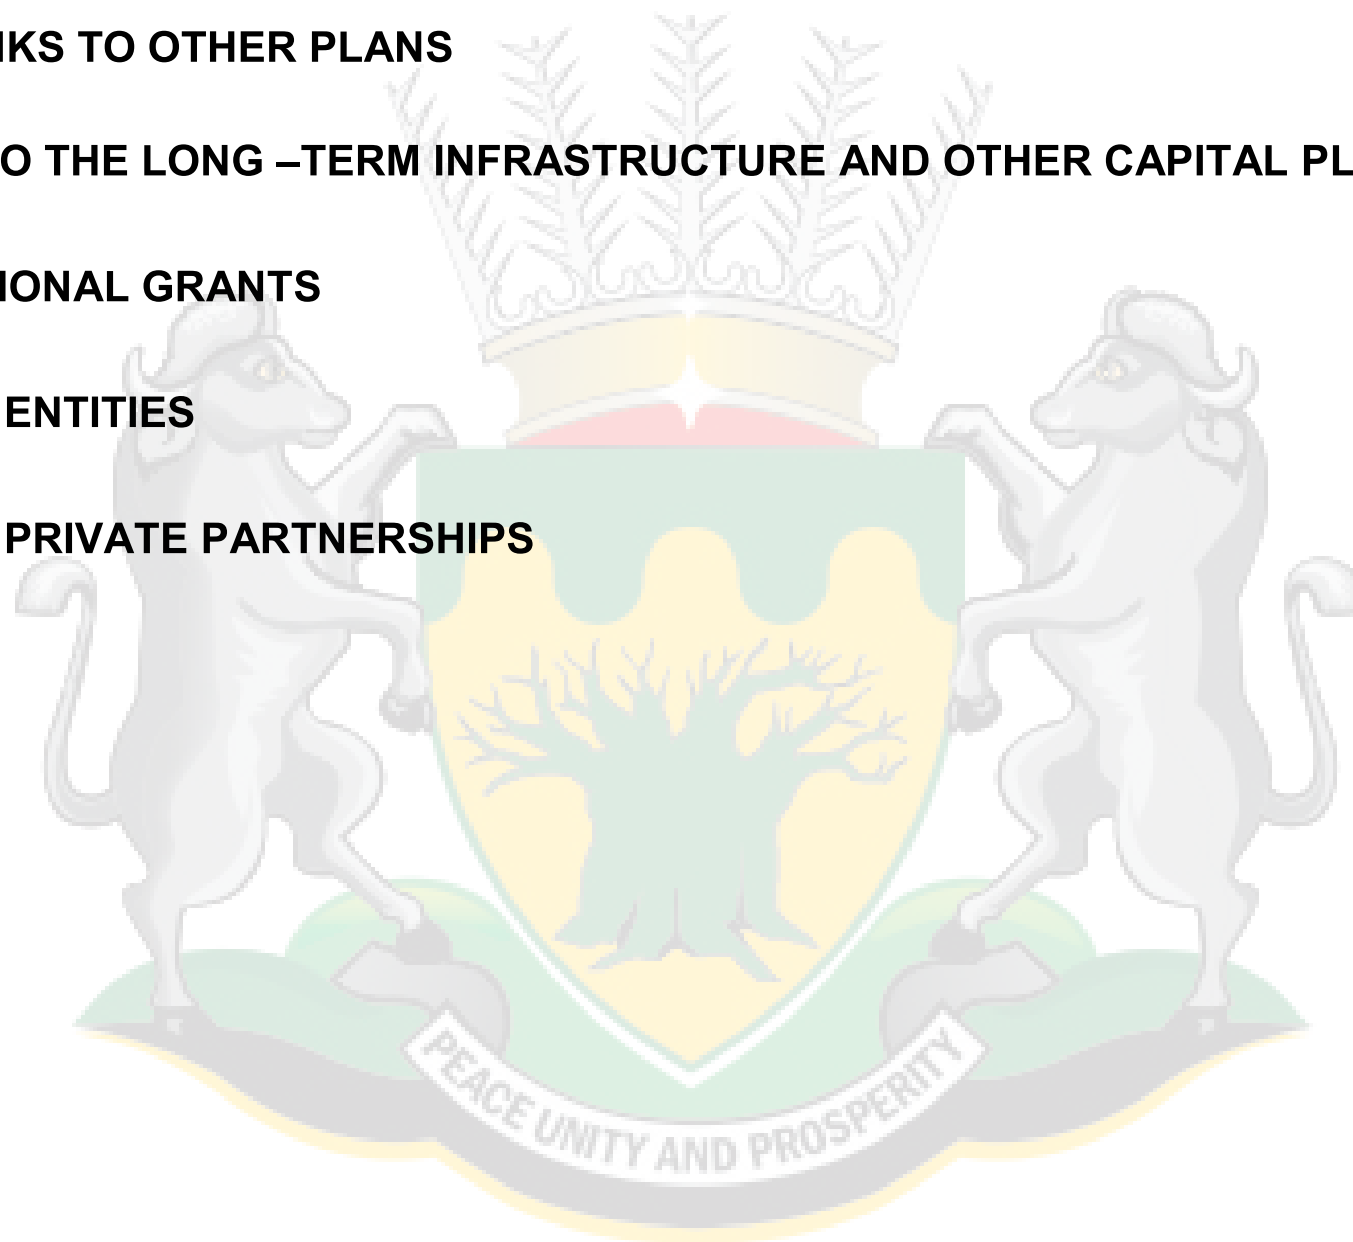 NKS TO OTHER PLANS
O THE LONG –TERM INFRASTRUCTURE AND OTHER CAPITAL PL
IONAL GRANTS
ENTITIES
PRIVATE PARTNERSHIPS
PEACE UNITY AND PROSPERITY